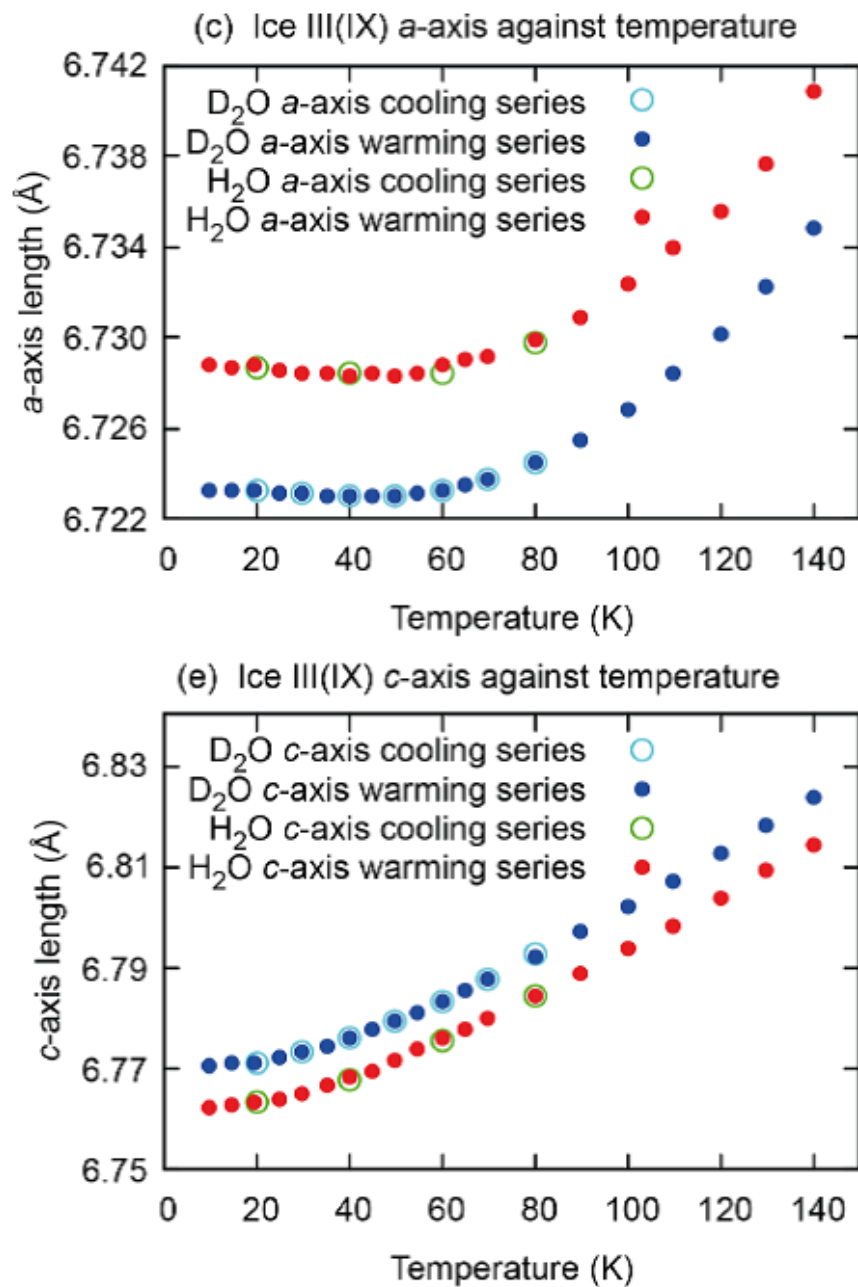 (c) Ice III(IX) a-axis against temperature
6.742
6.738
6.734
6.730
6.726
6.722
a-axis length (Å)
D₂O a-axis cooling series
D₂O a-axis warming series
H₂O a-axis cooling series
H₂O a-axis warming series
0 20 40 60 80 100 120 140
Temperature (K)
(e) Ice III(IX) c-axis against temperature
6.83
6.81
6.79
6.77
6.75
c-axis length (Å)
D₂O c-axis cooling series
D₂O c-axis warming series
H₂O c-axis cooling series
H₂O c-axis warming series
0 20 40 60 80 100 120 140
Temperature (K)